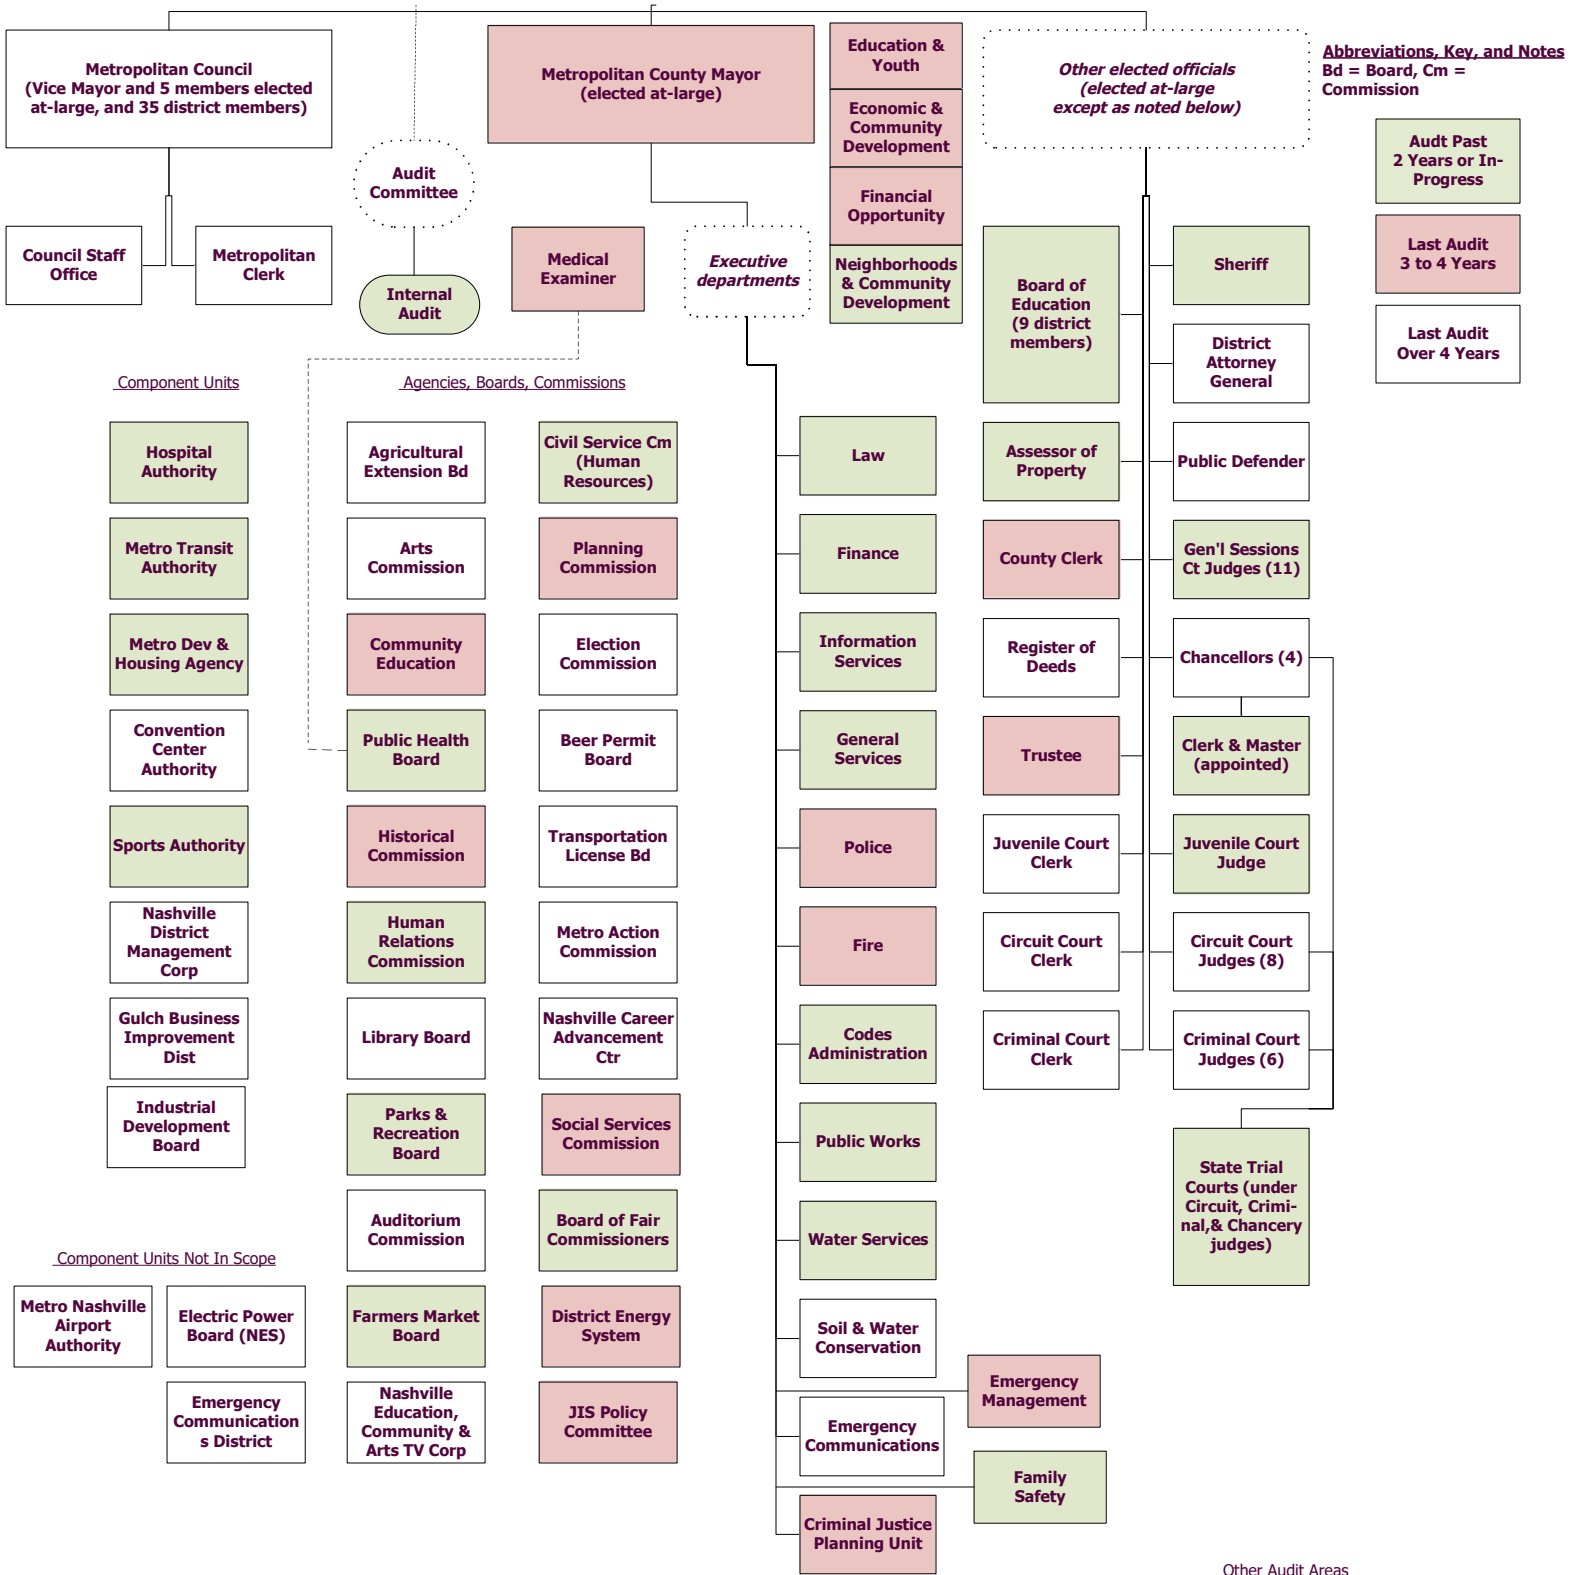 Metropolitan Council
(Vice Mayor and 5 members elected
at-large, and 35 district members)
Council Staff
Office
Metropolitan
Clerk
Audit
Committee
Internal
Audit
Metropolitan County Mayor
(elected at-large)
Medical
Examiner
Executive
departments
Education &
Youth
Economic &
Community
Development
Financial
Opportunity
Neighborhoods
& Community
Development
Other elected officials
(elected at-large
except as noted below)
Abbreviations, Key, and Notes
Bd = Board, Cm =
Commission
Audt Past
2 Years or In-
Progress
Last Audit
3 to 4 Years
Last Audit
Over 4 Years
Component Units
Hospital
Authority
Metro Transit
Authority
Metro Dev &
Housing Agency
Convention
Center
Authority
Sports Authority
Nashville
District
Management
Corp
Gulch Business
Improvement
Dist
Industrial
Development
Board
Component Units Not In Scope
Metro Nashville
Airport
Authority
Electric Power
Board (NES)
Emergency
Communication
s District
Agencies, Boards, Commissions
Agricultural
Extension Bd
Arts
Commission
Community
Education
Public Health
Board
Historical
Commission
Human
Relations
Commission
Library Board
Parks &
Recreation
Board
Auditorium
Commission
Farmers Market
Board
Nashville
Education,
Community &
Arts TV Corp
Civil Service Cm
(Human
Resources)
Planning
Commission
Election
Commission
Beer Permit
Board
Transportation
License Bd
Metro Action
Commission
Nashville Career
Advancement
Ctr
Social Services
Commission
Board of Fair
Commissioners
District Energy
System
JIS Policy
Committee
Law
Finance
Information
Services
General
Services
Police
Fire
Codes
Administration
Public Works
Water Services
Soil & Water
Conservation
Emergency
Management
Emergency
Communications
Family
Safety
Criminal Justice
Planning Unit
Board of
Education
(9 district
members)
Assessor of
Property
County Clerk
Register of
Deeds
Trustee
Juvenile Court
Clerk
Circuit Court
Clerk
Criminal Court
Clerk
Sheriff
District
Attorney
General
Public Defender
Gen'l Sessions
Ct Judges (11)
Chancellors (4)
Clerk & Master
(appointed)
Juvenile Court
Judge
Circuit Court
Judges (8)
Criminal Court
Judges (6)
State Trial
Courts (under
Circuit, Crimi-
nal,& Chancery
judges)
Other Audit Areas